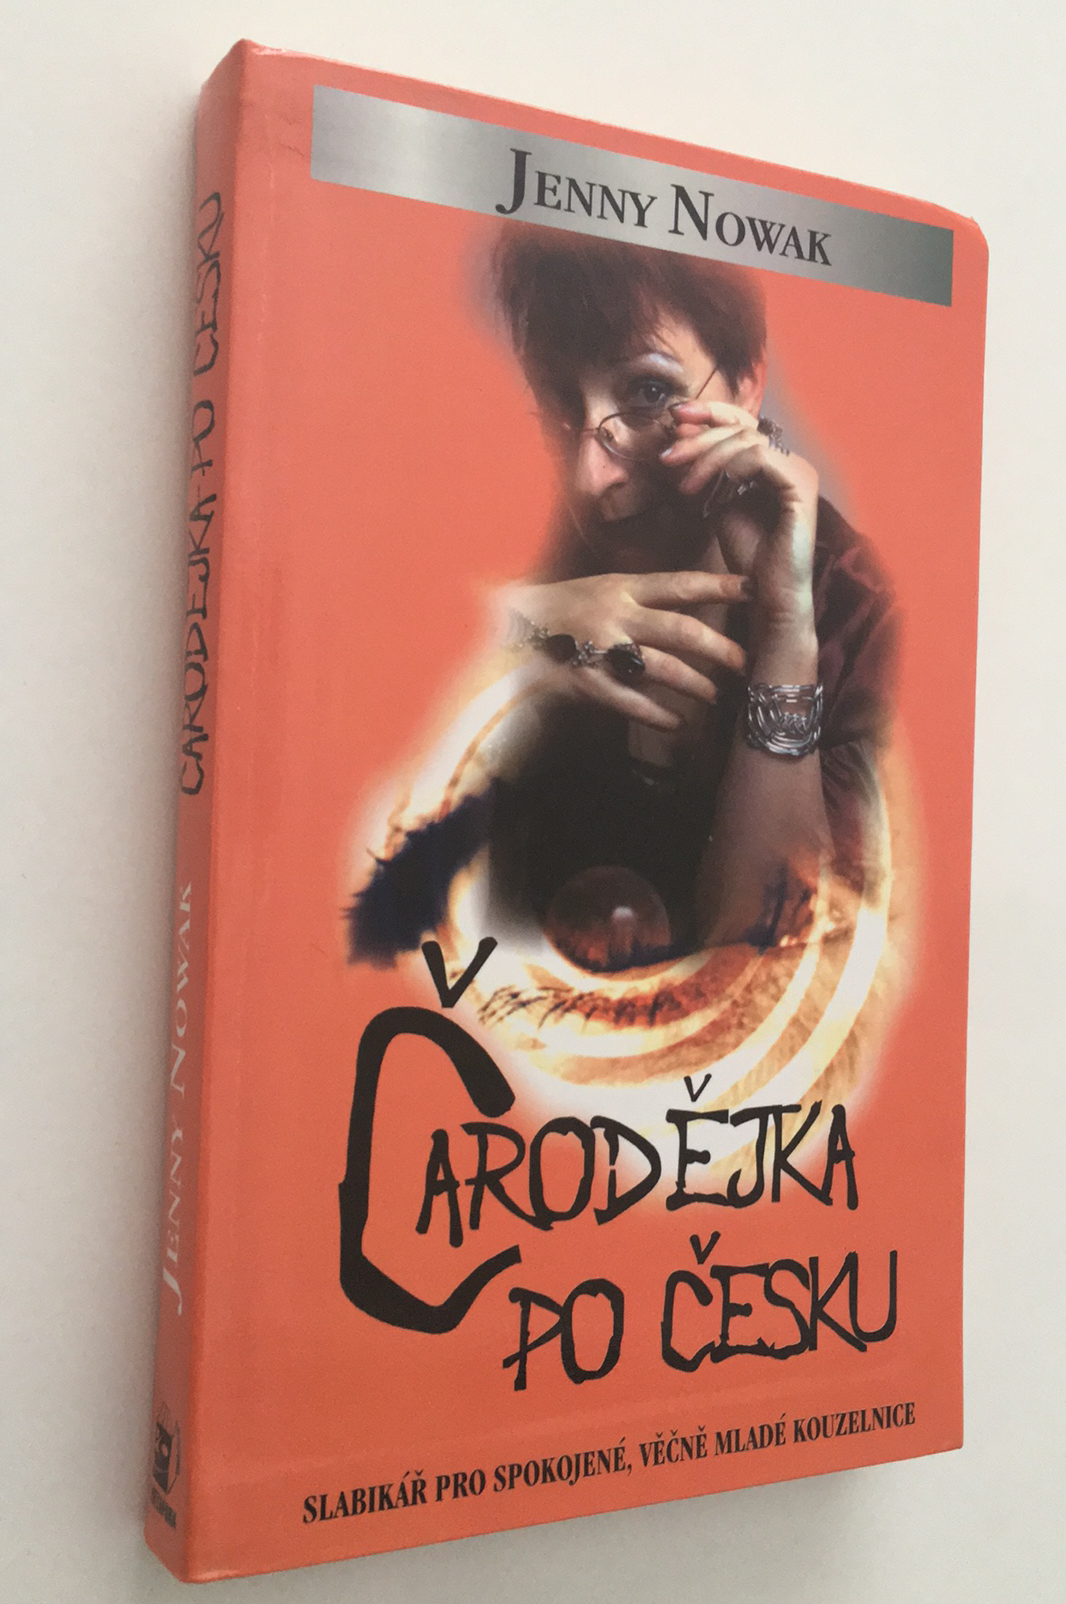 JENNY NOWAK
ČARODĚJKA
PO ČESKU
SLABIKÁŘ PRO SPOKOJENÉ, VĚČNĚ MLADÉ KOUZELNICE
JENNY NOWAK ČARODĚJKA PO ČESKU